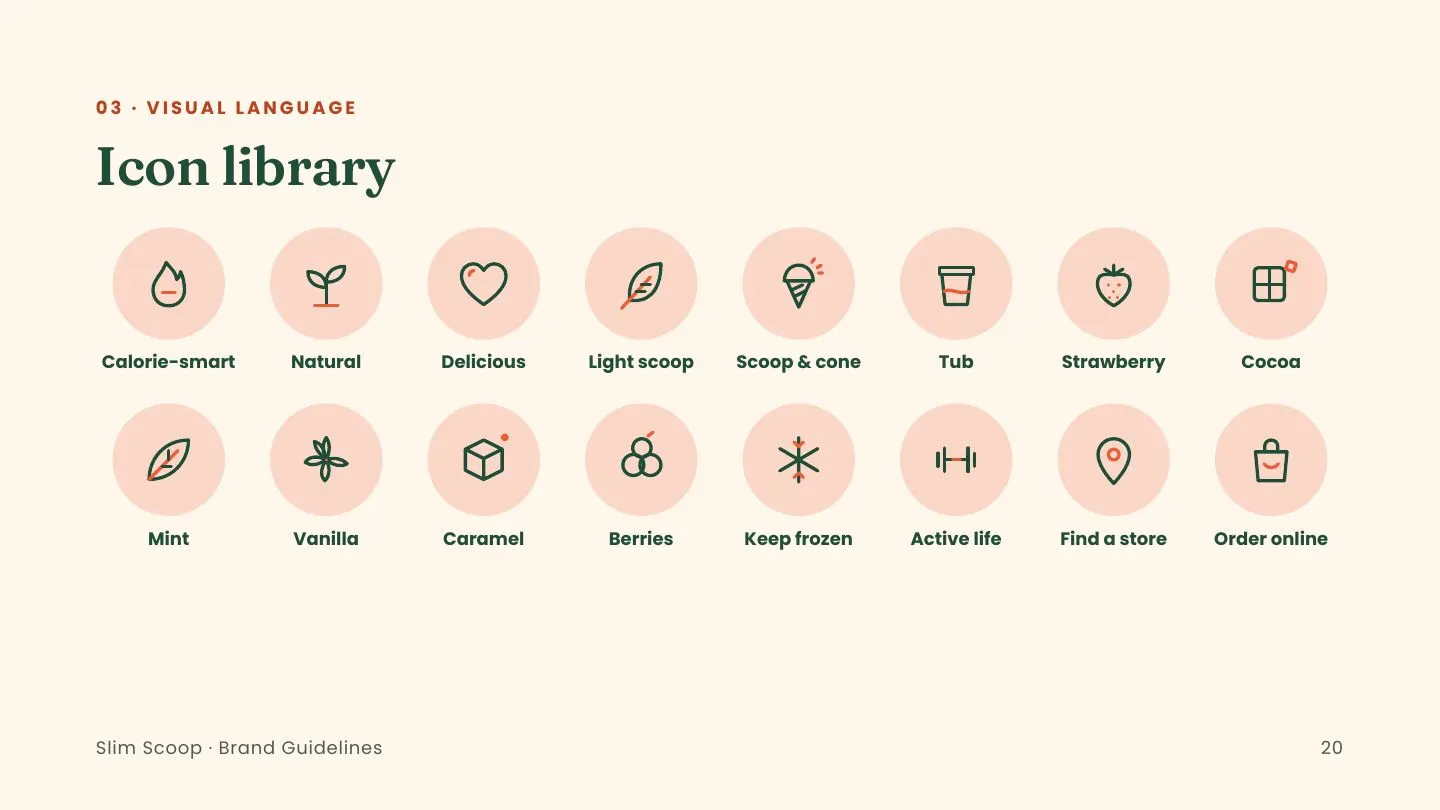 03 · VISUAL LANGUAGE
Icon library
Calorie-smart
Natural
Delicious
Light scoop
Scoop & cone
Tub
Strawberry
Cocoa
Mint
Vanilla
Caramel
Berries
Keep frozen
Active life
Find a store
Order online
Slim Scoop · Brand Guidelines
20